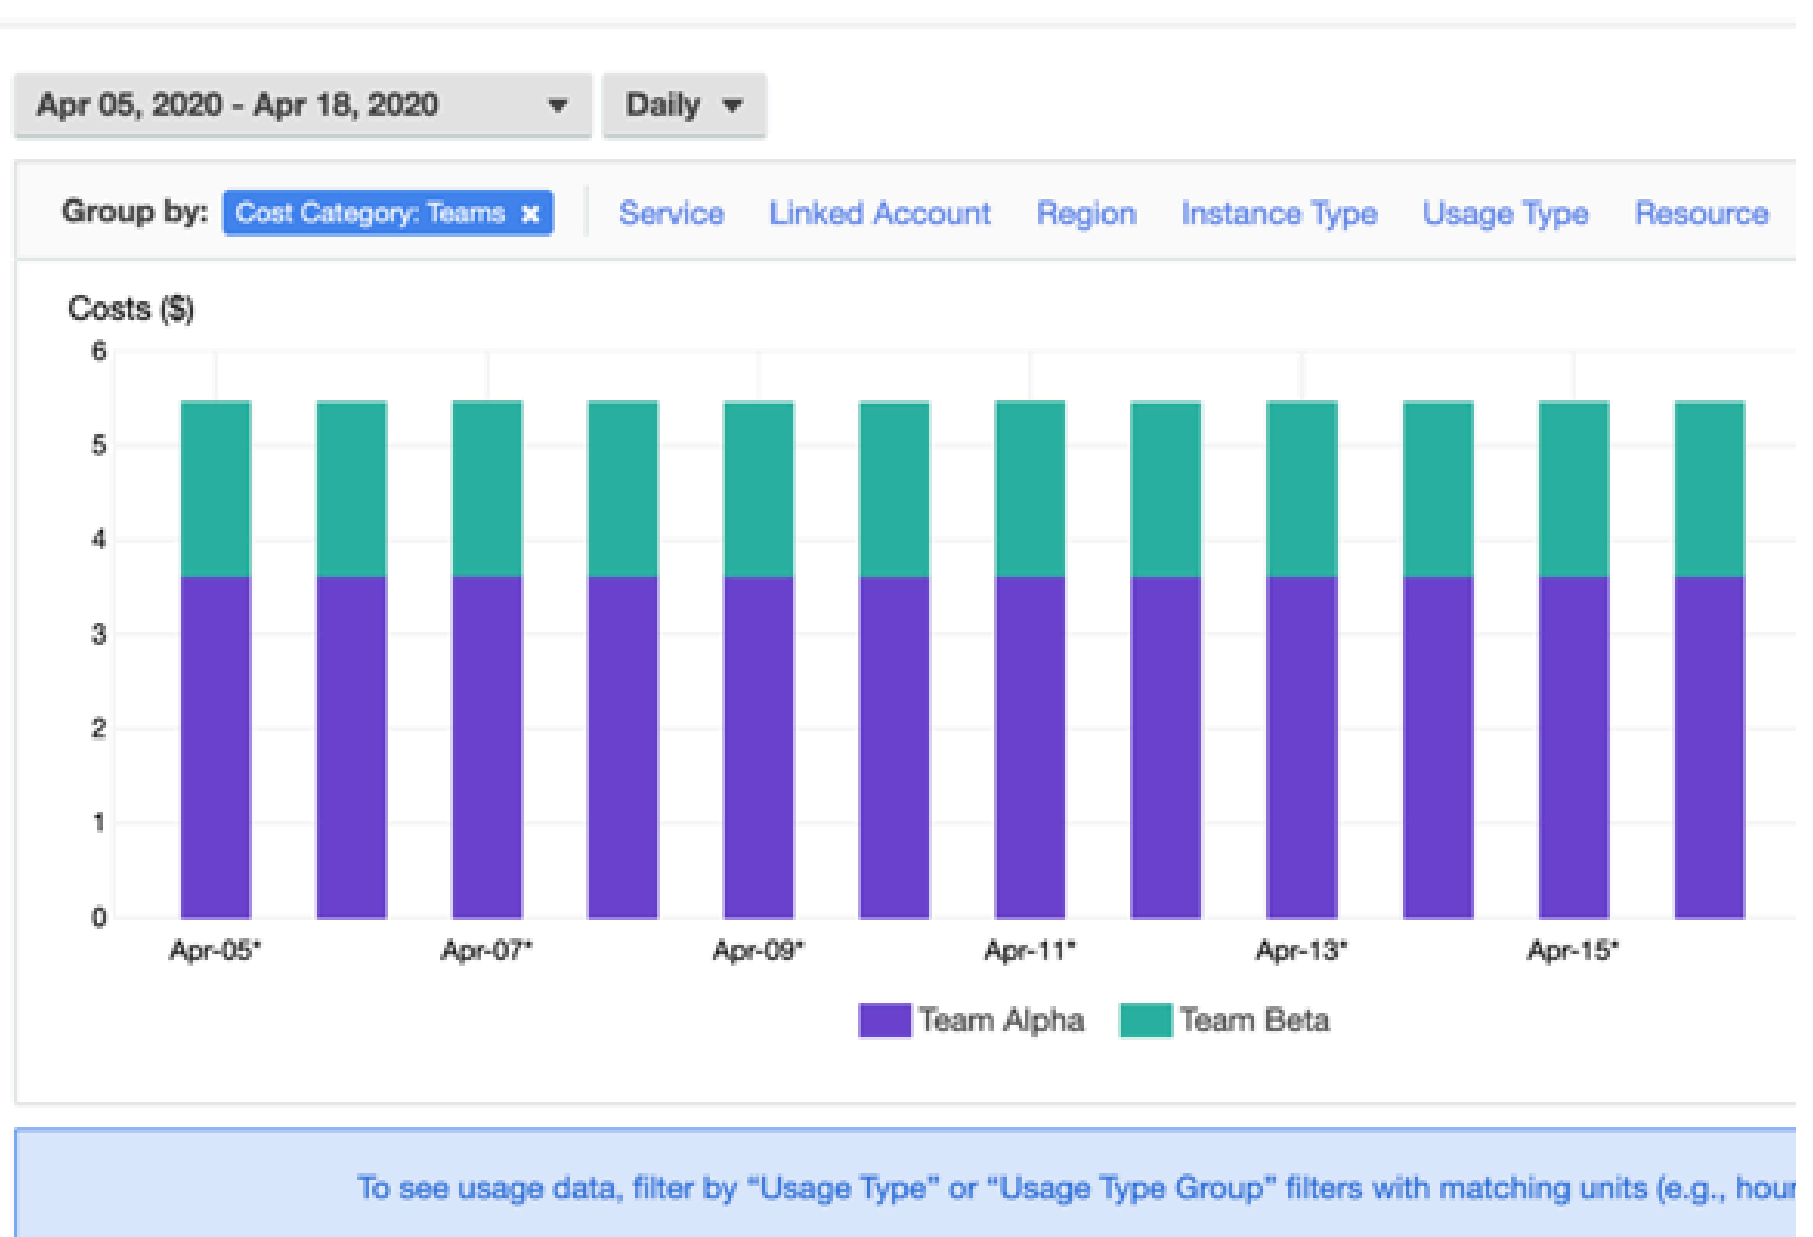 Apr 05, 2020 - Apr 18, 2020 Daily
Group by: Cost Category: Teams × Service Linked Account Region Instance Type Usage Type Resource
Costs ($)
6
5
4
3
2
1
0
Apr-05* Apr-07* Apr-09* Apr-11* Apr-13* Apr-15*
Team Alpha Team Beta
To see usage data, filter by “Usage Type” or “Usage Type Group” filters with matching units (e.g., hour